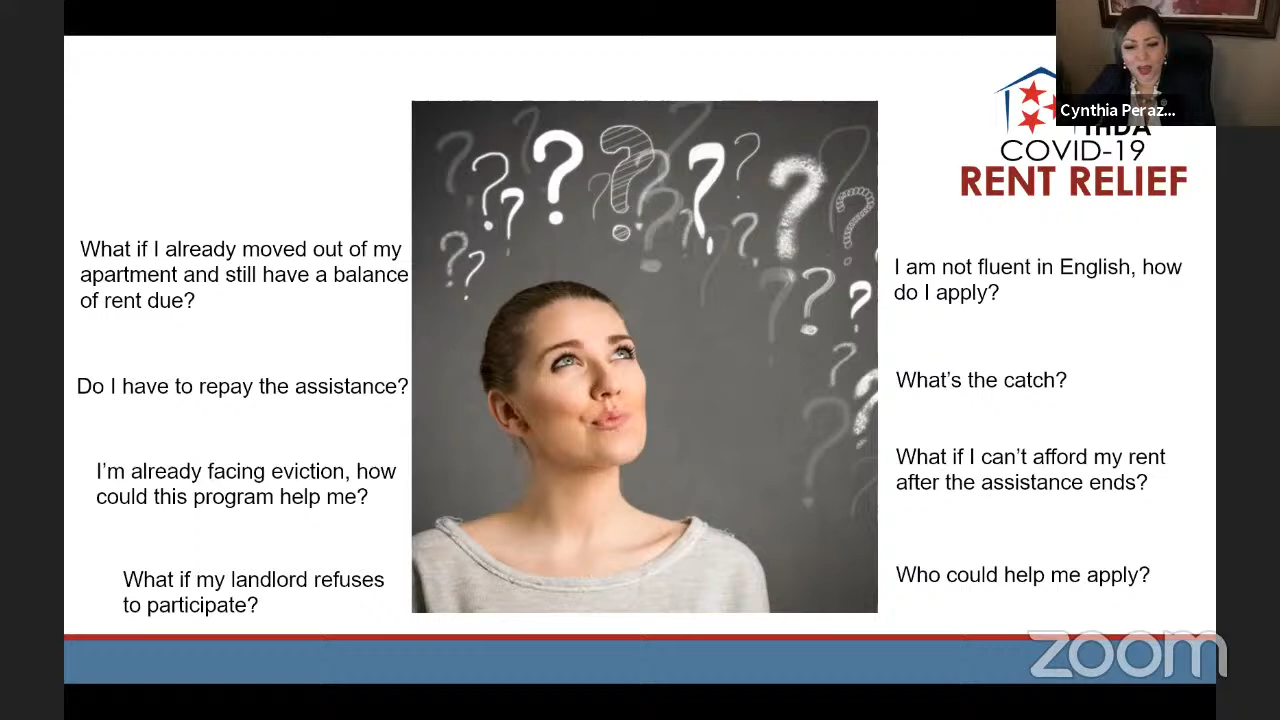 Cynthia Peraz...
THDA
COVID-19
RENT RELIEF
What if I already moved out of my
apartment and still have a balance
of rent due?
Do I have to repay the assistance?
I'm already facing eviction, how
could this program help me?
What if my landlord refuses
to participate?
I am not fluent in English, how
do I apply?
What's the catch?
What if I can't afford my rent
after the assistance ends?
Who could help me apply?
zoom